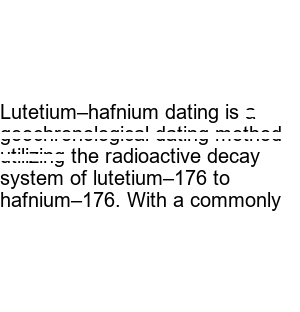 Lutetium–hafnium dating is a
geochronological dating method
utilizing the radioactive decay
system of lutetium–176 to
hafnium–176. With a commonly